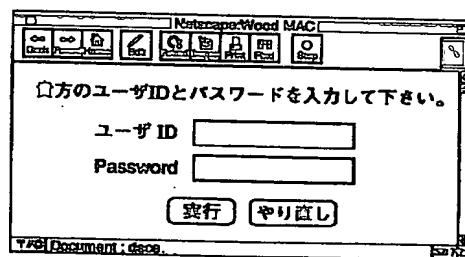 Netscape:Wood MAC
Back Home Edit Print Find Stop
方のユーザIDとパスワードを入力して下さい。
ユーザ ID
Password
実行 やり直し
Document : done.